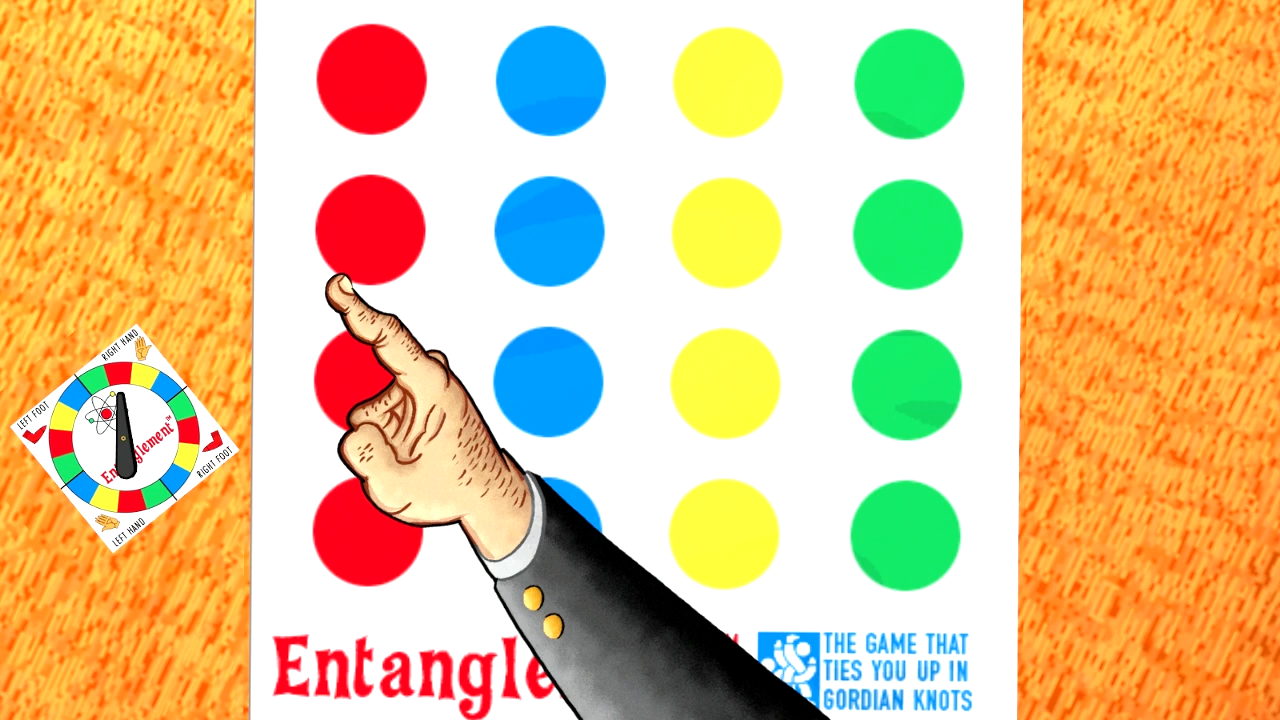 RIGHT HAND
LEFT FOOT
RIGHT FOOT
LEFT HAND
Entangle
THE GAME THAT
TIES YOU UP IN
GORDIAN KNOTS